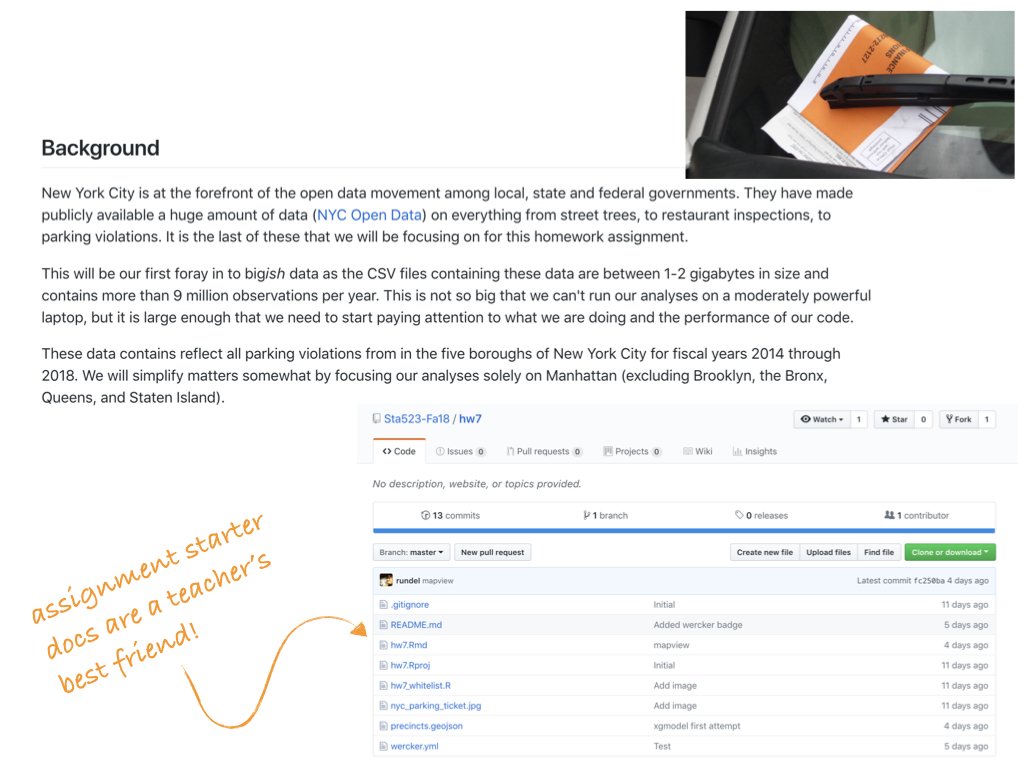 272-2127
FINANCE
Background
New York City is at the forefront of the open data movement among local, state and federal governments. They have made
publicly available a huge amount of data (NYC Open Data) on everything from street trees, to restaurant inspections, to
parking violations. It is the last of these that we will be focusing on for this homework assignment.
This will be our first foray in to bigish data as the CSV files containing these data are between 1-2 gigabytes in size and
contains more than 9 million observations per year. This is not so big that we can't run our analyses on a moderately powerful
laptop, but it is large enough that we need to start paying attention to what we are doing and the performance of our code.
These data contains reflect all parking violations from in the five boroughs of New York City for fiscal years 2014 through
2018. We will simplify matters somewhat by focusing our analyses solely on Manhattan (excluding Brooklyn, the Bronx,
Queens, and Staten Island).
Sta523-Fa18 / hw7
Watch 1 Star 0 Fork 1
Code Issues 0 Pull requests 0 Projects 0 Wiki Insights
No description, website, or topics provided.
13 commits 1 branch 0 releases 1 contributor
Branch: master New pull request Create new file Upload files Find file Clone or download
rundel mapview Latest commit fc250ba 4 days ago
.gitignore Initial 11 days ago
README.md Added wercker badge 5 days ago
hw7.Rmd mapview 4 days ago
hw7.Rproj Initial 11 days ago
hw7_whitelist.R Add image 11 days ago
nyc_parking_ticket.jpg Add image 11 days ago
precincts.geojson xgmodel first attempt 4 days ago
wercker.yml Test 5 days ago
assignment starter
docs are a teacher's
best friend!